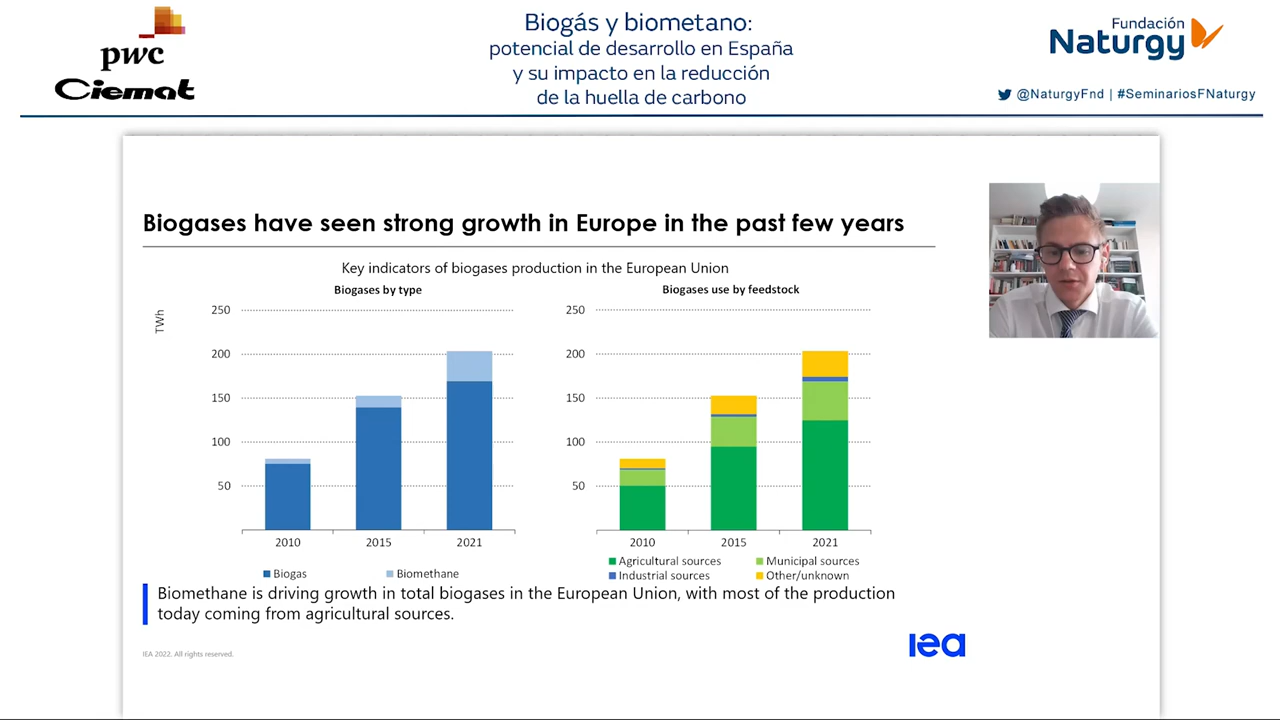 pwc
Ciemat
Biogás y biometano:
potencial de desarrollo en España
y su impacto en la reducción
de la huella de carbono
Fundación
Naturgy
@NaturgyFnd | #SeminariosFNaturgy
Biogases have seen strong growth in Europe in the past few years
Key indicators of biogases production in the European Union
Biogases by type
TWh
250
200
150
100
50
2010 2015 2021
Biogas Biomethane
Biogases use by feedstock
250
200
150
100
50
2010 2015 2021
Agricultural sources Municipal sources
Industrial sources Other/unknown
Biomethane is driving growth in total biogases in the European Union, with most of the production
today coming from agricultural sources.
IEA 2022. All rights reserved.
iea